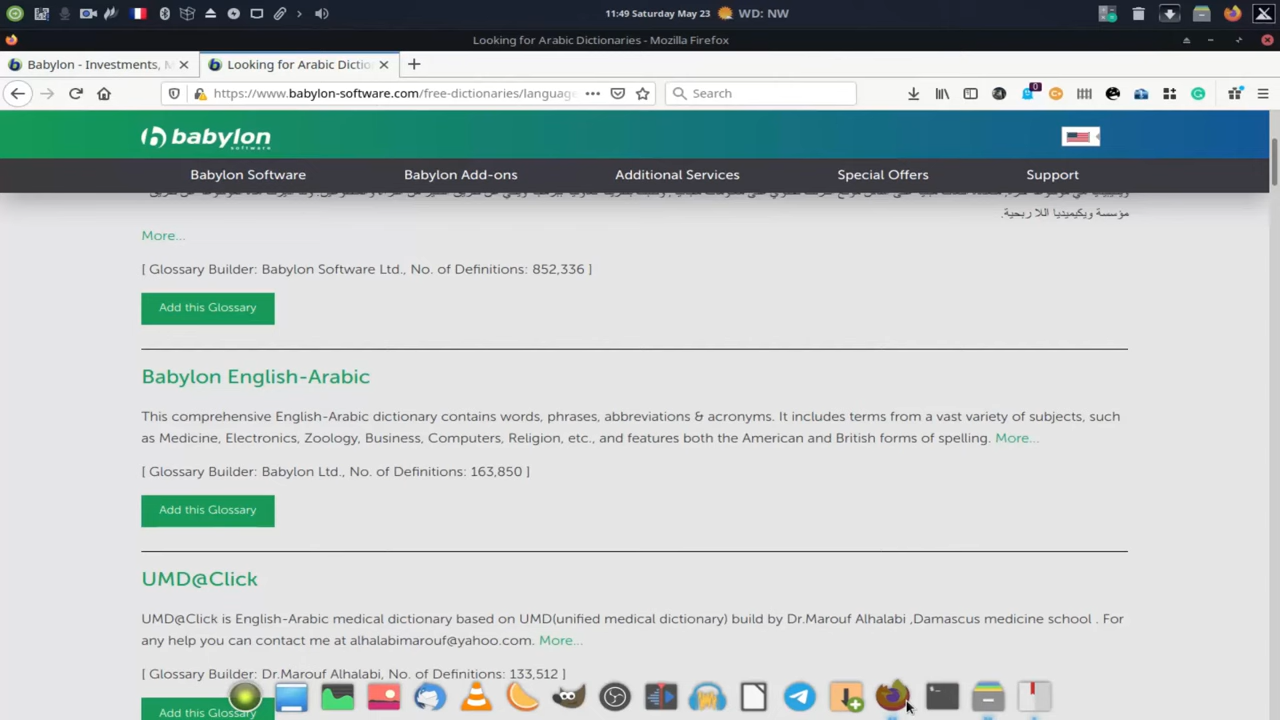 11:49 Saturday May 23 WD: NW
Looking for Arabic Dictionaries - Mozilla Firefox
Babylon - Investments, M
Looking for Arabic Dictio
https://www.babylon-software.com/free-dictionaries/language
Search
0
babylon
software
Babylon Software
Babylon Add-ons
Additional Services
Special Offers
Support
مؤسسة ويكيميديا اللا ربحية.
More...
[ Glossary Builder: Babylon Software Ltd., No. of Definitions: 852,336 ]
Add this Glossary
Babylon English-Arabic
This comprehensive English-Arabic dictionary contains words, phrases, abbreviations & acronyms. It includes terms from a vast variety of subjects, such
as Medicine, Electronics, Zoology, Business, Computers, Religion, etc., and features both the American and British forms of spelling. More...
[ Glossary Builder: Babylon Ltd., No. of Definitions: 163,850 ]
Add this Glossary
UMD@Click
UMD@Click is English-Arabic medical dictionary based on UMD(unified medical dictionary) build by Dr.Marouf Alhalabi ,Damascus medicine school . For
any help you can contact me at alhalabimarouf@yahoo.com. More...
[ Glossary Builder: Dr.Marouf Alhalabi, No. of Definitions: 133,512 ]
Add this Glossary